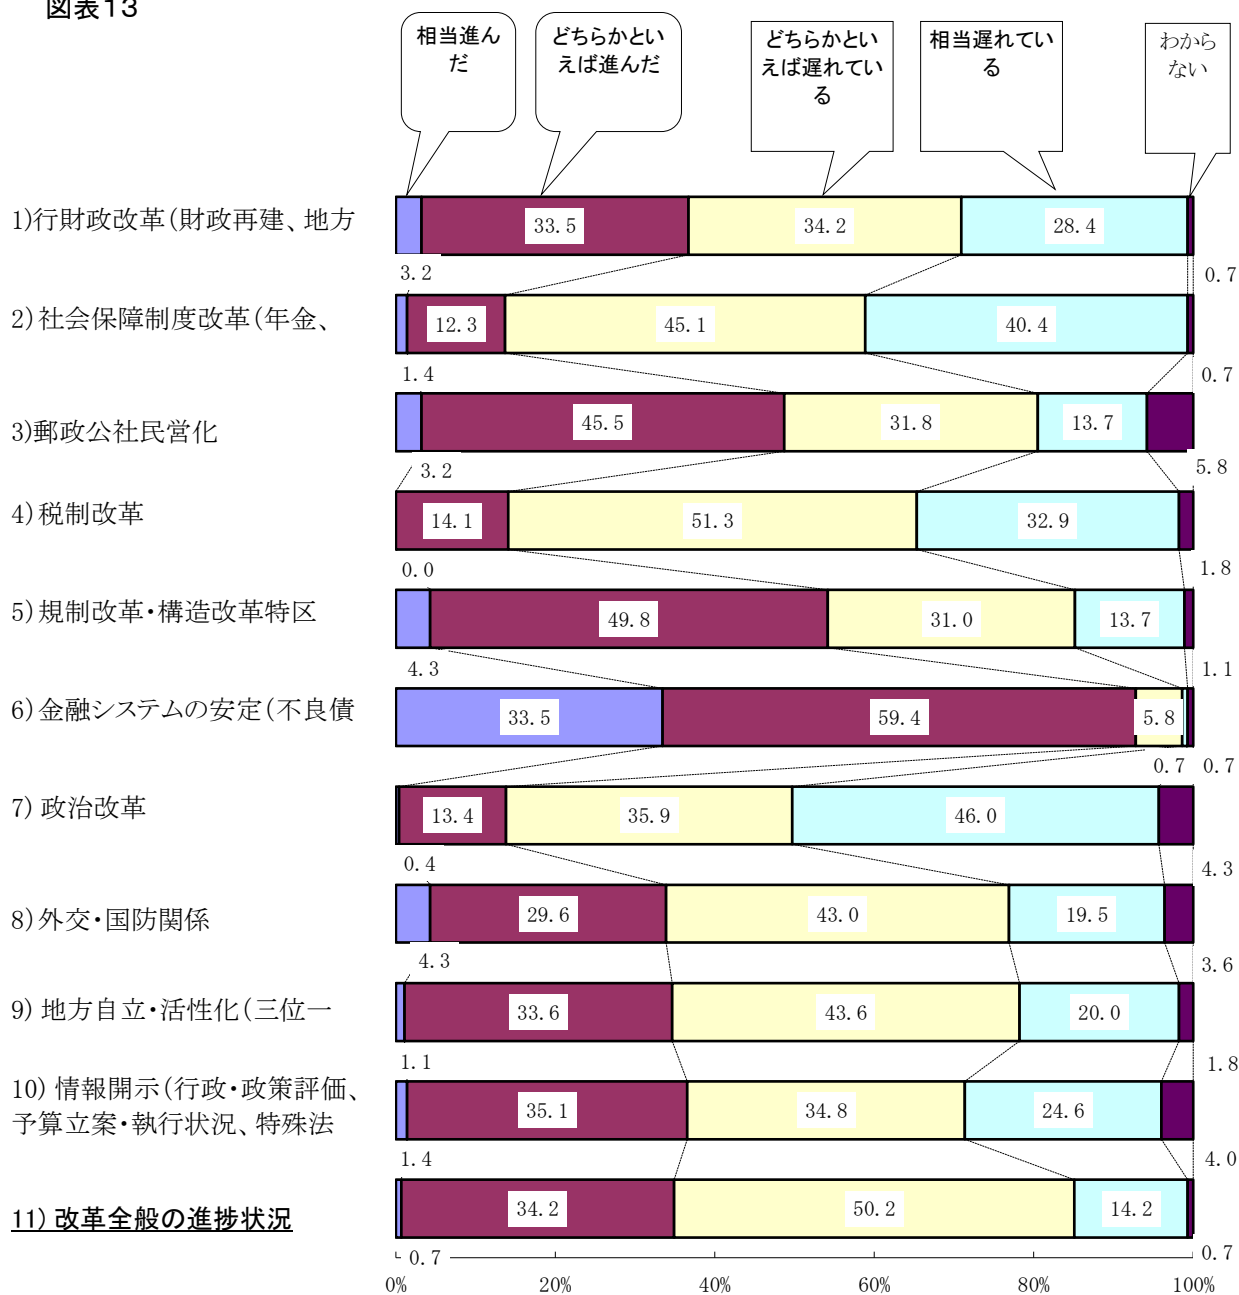 図表13
相当進ん
だ
どちらかとい
えば進んだ
どちらかとい
えば遅れてい
る
相当遅れてい
る
わから
ない
1)行財政改革(財政再建、地方
33.5
34.2
28.4
3.2
0.7
2)社会保障制度改革(年金、
12.3
45.1
40.4
1.4
0.7
3)郵政公社民営化
45.5
31.8
13.7
3.2
5.8
4)税制改革
14.1
51.3
32.9
0.0
1.8
5)規制改革・構造改革特区
49.8
31.0
13.7
4.3
1.1
6)金融システムの安定(不良債
33.5
59.4
5.8
0.7
0.7
7) 政治改革
13.4
35.9
46.0
0.4
4.3
8)外交・国防関係
29.6
43.0
19.5
4.3
3.6
9) 地方自立・活性化(三位一
33.6
43.6
20.0
1.1
1.8
10) 情報開示(行政・政策評価、
予算立案・執行状況、特殊法
35.1
34.8
24.6
1.4
4.0
11) 改革全般の進捗状況
34.2
50.2
14.2
0.7
0.7
0%
20%
40%
60%
80%
100%